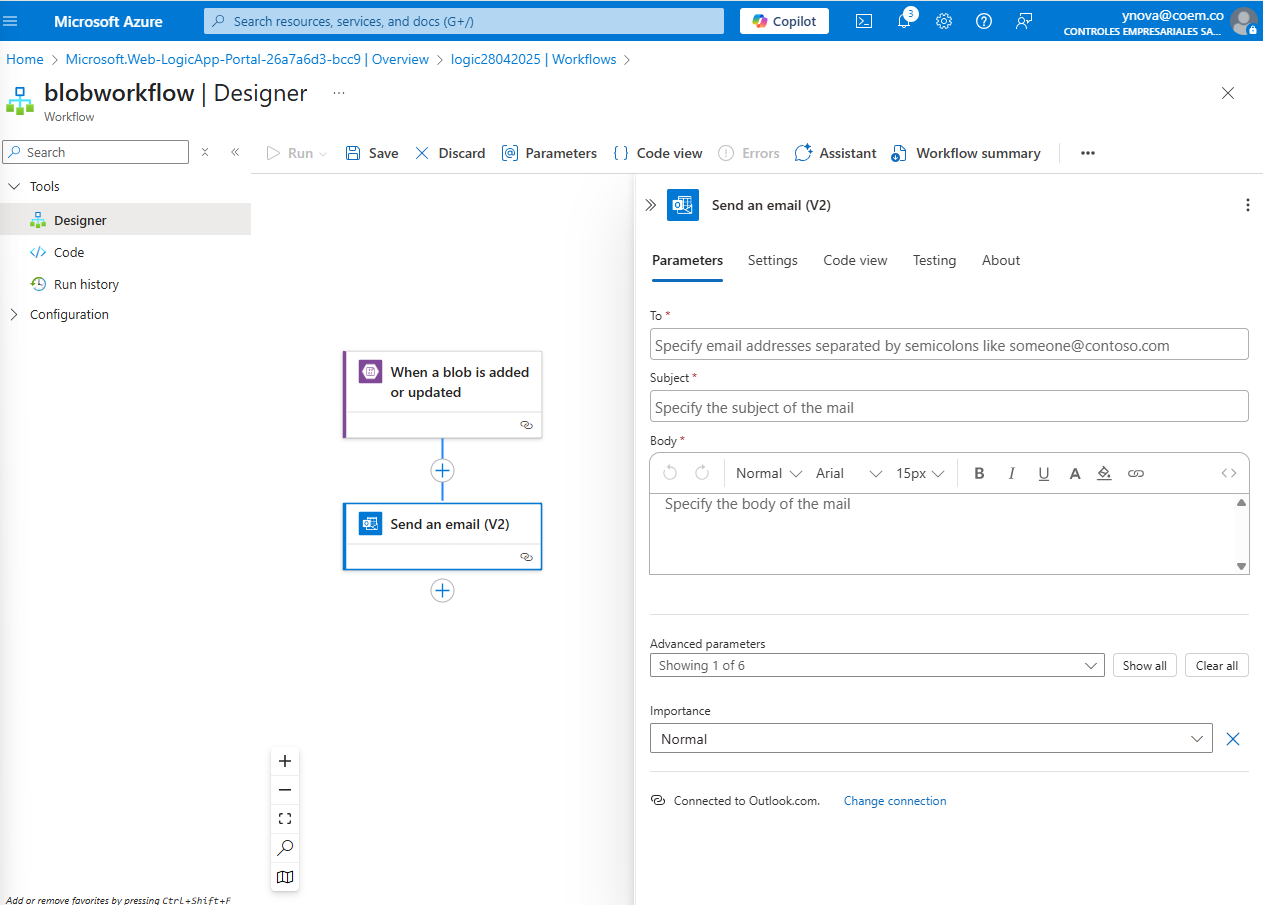 Microsoft Azure
Search resources, services, and docs (G+/)
Copilot
3
ynova@coem.co
CONTROLES EMPRESARIALES SA...
Home > Microsoft.Web-LogicApp-Portal-26a7a6d3-bcc9 | Overview > logic28042025 | Workflows >
blobworkflow | Designer ...
Workflow
Search
Run
Save
Discard
Parameters
Code view
Errors
Assistant
Workflow summary
Tools
Designer
Code
Run history
Configuration
When a blob is added
or updated
Send an email (V2)
Send an email (V2)
Parameters Settings Code view Testing About
To *
Specify email addresses separated by semicolons like someone@contoso.com
Subject *
Specify the subject of the mail
Body *
Normal Arial 15px B I U A
Specify the body of the mail
Advanced parameters
Showing 1 of 6 Show all Clear all
Importance
Normal
Connected to Outlook.com. Change connection
Add or remove favorites by pressing Ctrl+Shift+F